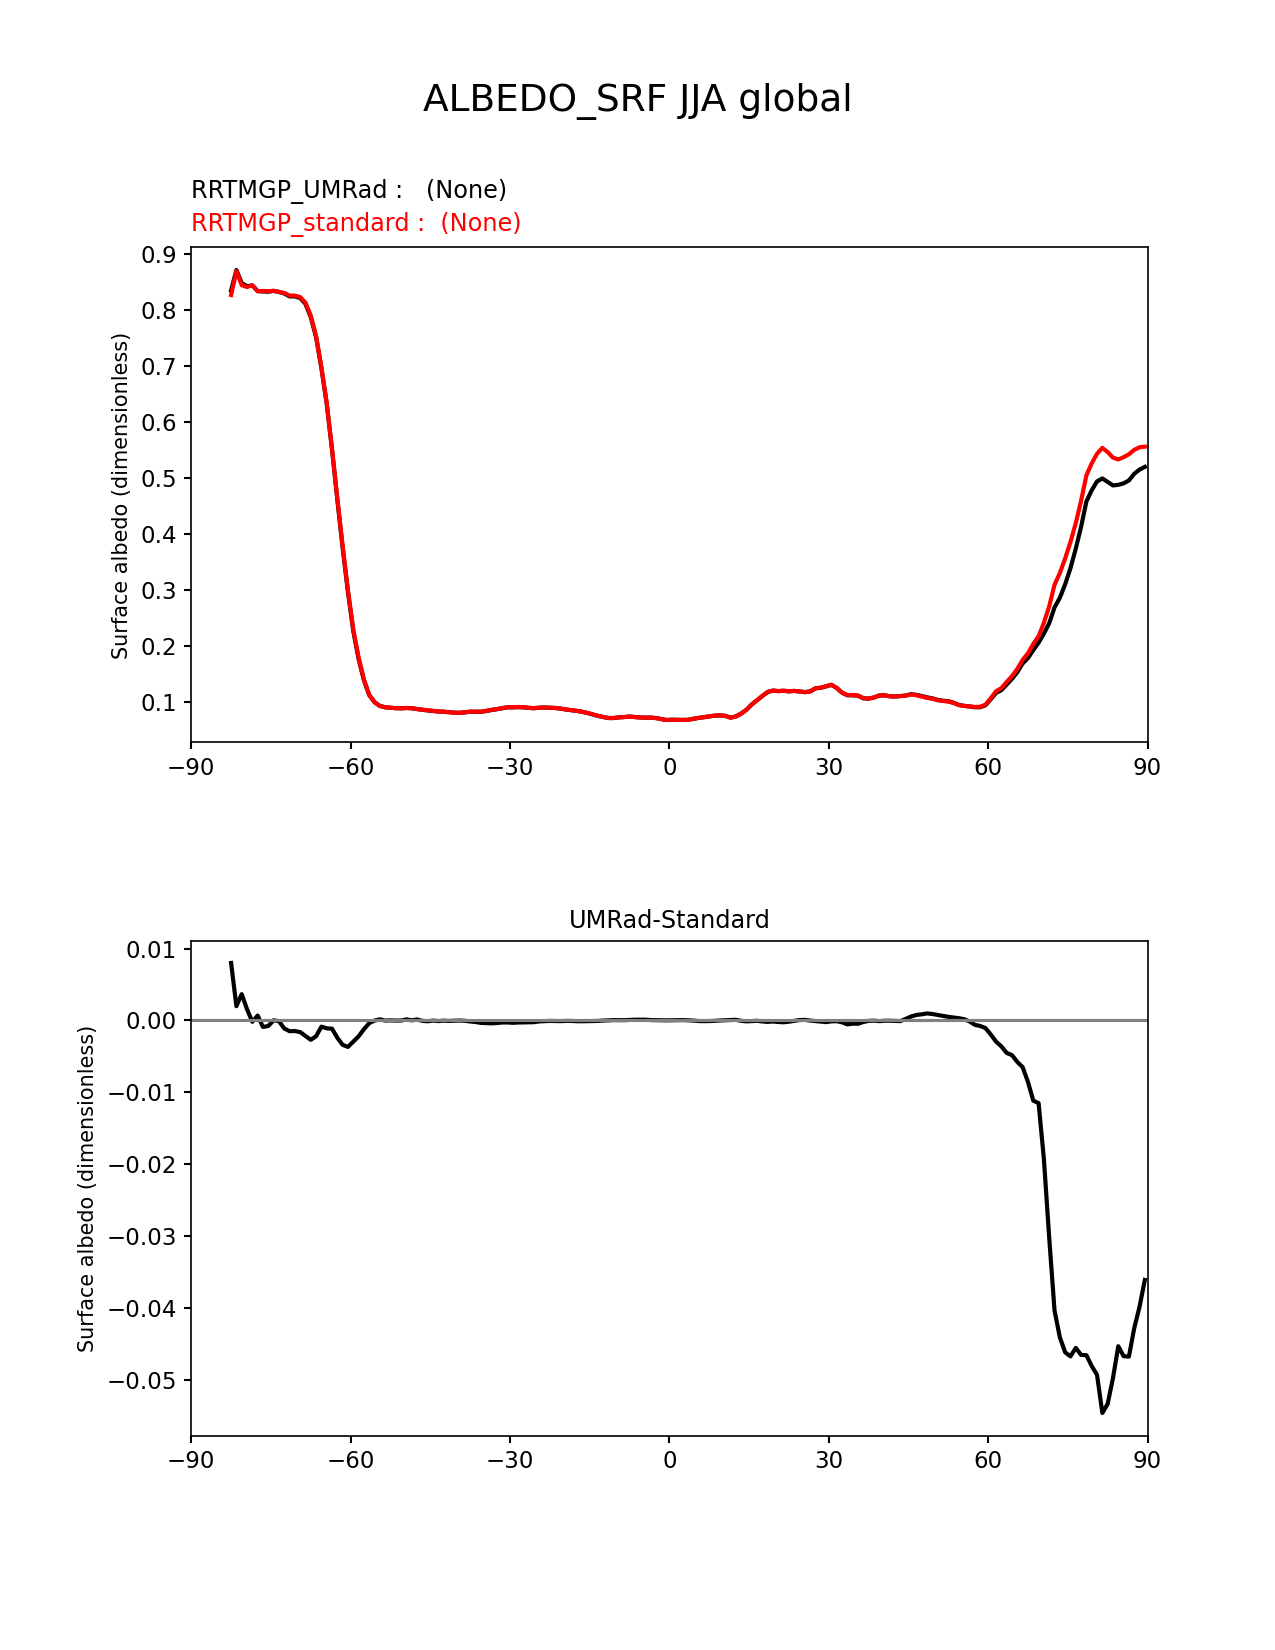 ALBEDO_SRF JJA global
RRTMGP_UMRad :   (None)
RRTMGP_standard :  (None)
0.9
0.8
0.7
0.6
0.5
0.4
0.3
0.2
0.1
Surface albedo (dimensionless)
−90 −60 −30 0 30 60 90
UMRad-Standard
0.01
0.00
−0.01
−0.02
−0.03
−0.04
−0.05
Surface albedo (dimensionless)
−90 −60 −30 0 30 60 90